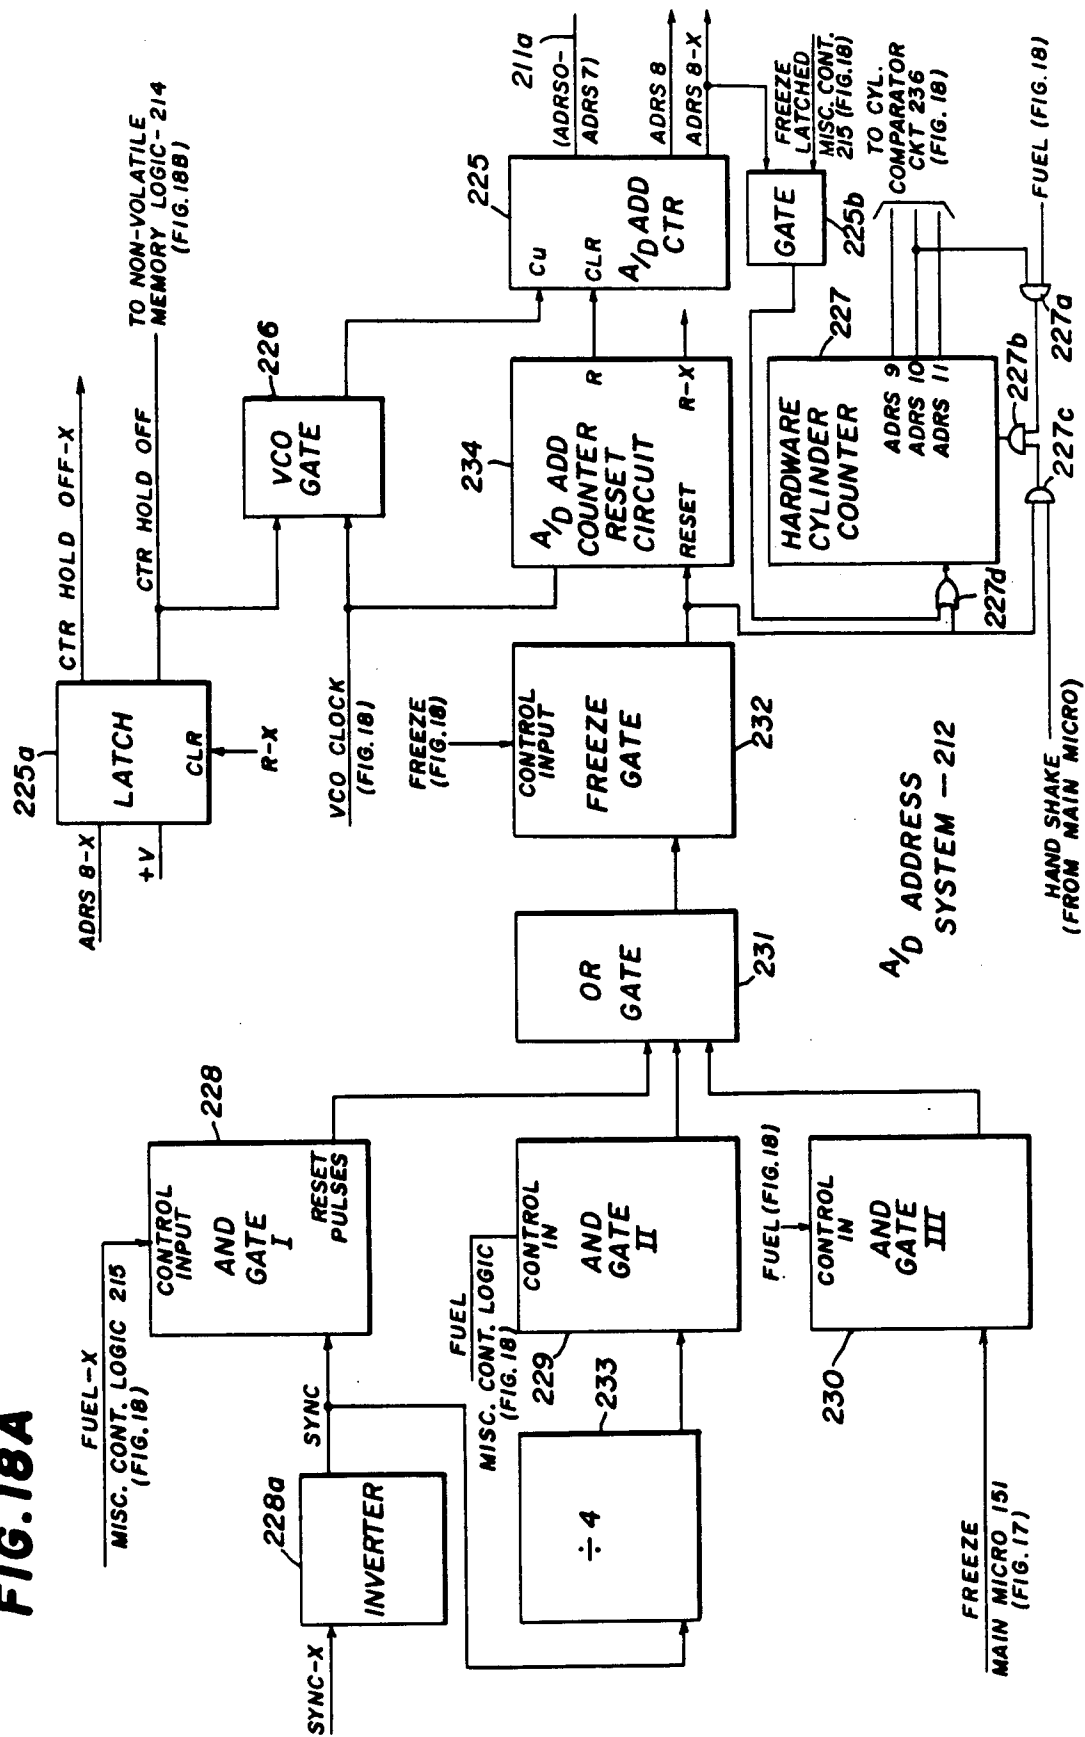 FIG. 18A
FUEL-X
MISC. CONT. LOGIC 215
(FIG. 18)
228
CONTROL
INPUT
AND
GATE
I
RESET
PULSES
SYNC-X
228a
INVERTER
SYNC
÷4
233
FUEL
MISC. CONT. LOGIC
(FIG. 18)
229
CONTROL
IN
AND
GATE
II
FUEL (FIG. 18)
CONTROL
IN
AND
GATE
III
230
FREEZE
MAIN MICRO 151
(FIG. 17)
OR
GATE
231
A/D ADDRESS
SYSTEM - 212
ADRS 8-X
+V
225a
LATCH
CLR
R-X
CTR HOLD OFF-X
CTR HOLD OFF
TO NON-VOLATILE
MEMORY LOGIC-214
(FIG. 18B)
VCO CLOCK
(FIG. 18)
FREEZE
(FIG. 18)
CONTROL
INPUT
FREEZE
GATE
232
VCO
GATE
226
234
A/D ADD
COUNTER
RESET
CIRCUIT
RESET
R
R-X
225
Cu
CLR
A/D ADD
CTR
211a
(ADRSO-
ADRS 7)
ADRS 8
ADRS 8-X
GATE
225b
FREEZE
LATCHED
MISC. CONT.
215 (FIG. 18)
HARDWARE
CYLINDER
COUNTER
227
ADRS 9
ADRS 10
ADRS 11
TO CYL.
COMPARATOR
CKT 236
(FIG. 18)
227d
227b
227c
227a
FUEL (FIG. 18)
HAND SHAKE
(FROM MAIN MICRO)